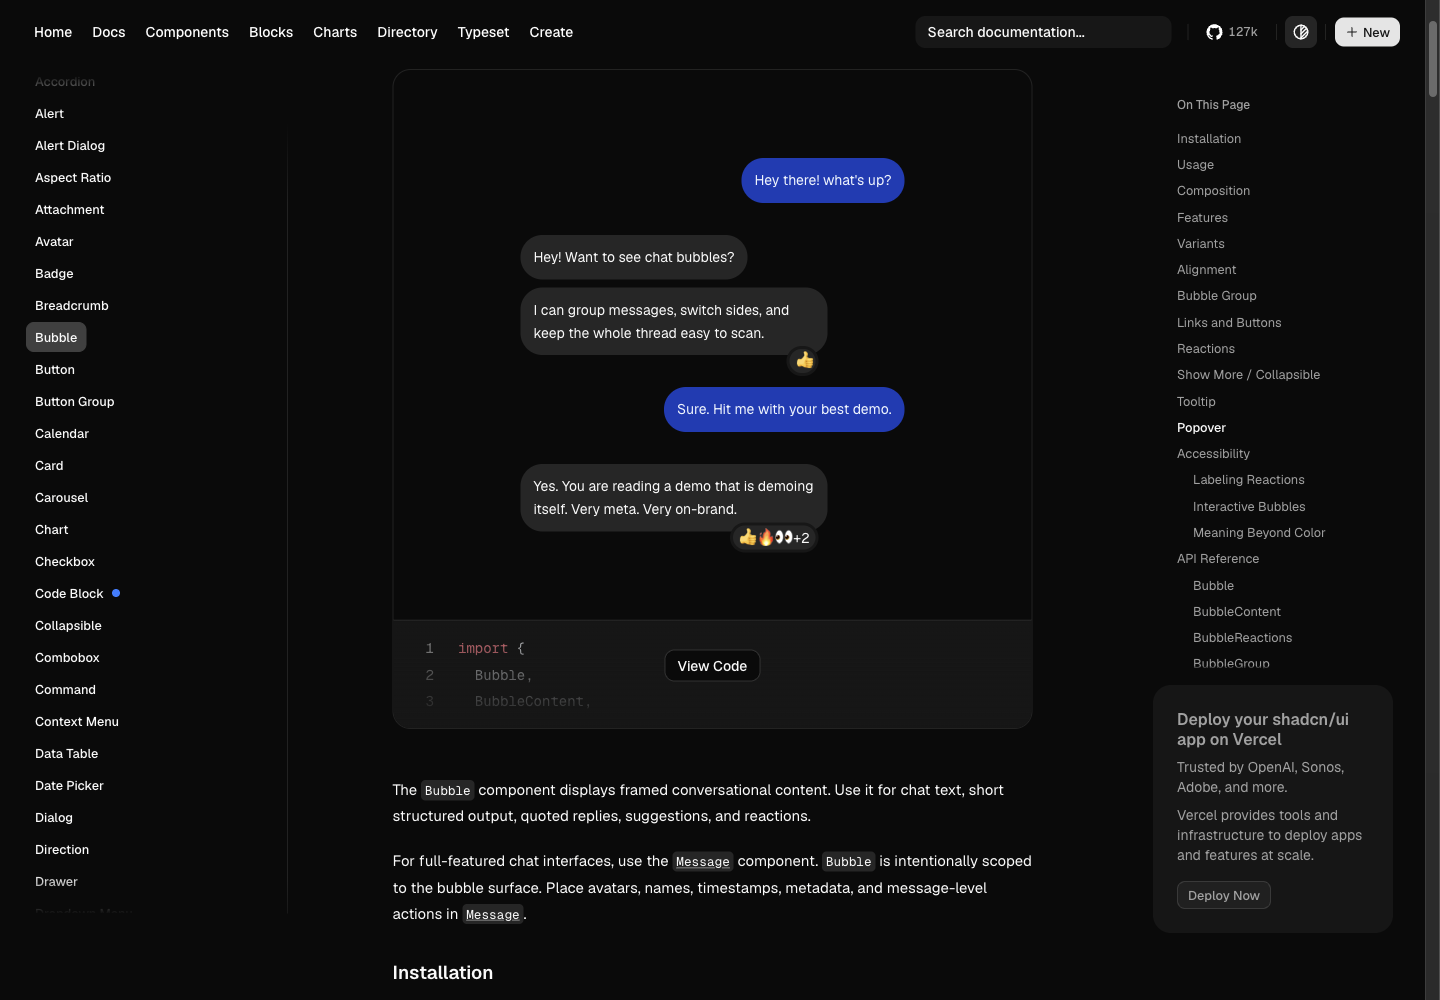 Home Docs Components Blocks Charts Directory Typeset Create
Search documentation...
127k
New
Accordion
Alert
Alert Dialog
Aspect Ratio
Attachment
Avatar
Badge
Breadcrumb
Bubble
Button
Button Group
Calendar
Card
Carousel
Chart
Checkbox
Code Block
Collapsible
Combobox
Command
Context Menu
Data Table
Date Picker
Dialog
Direction
Drawer
Dropdown Menu
Hey there! what's up?
Hey! Want to see chat bubbles?
I can group messages, switch sides, and
keep the whole thread easy to scan.
👍
Sure. Hit me with your best demo.
Yes. You are reading a demo that is demoing
itself. Very meta. Very on-brand.
👍🔥👀+2
1 import {
2 Bubble,
3 BubbleContent,
View Code
The Bubble component displays framed conversational content. Use it for chat text, short
structured output, quoted replies, suggestions, and reactions.
For full-featured chat interfaces, use the Message component. Bubble is intentionally scoped
to the bubble surface. Place avatars, names, timestamps, metadata, and message-level
actions in Message.
Installation
On This Page
Installation
Usage
Composition
Features
Variants
Alignment
Bubble Group
Links and Buttons
Reactions
Show More / Collapsible
Tooltip
Popover
Accessibility
Labeling Reactions
Interactive Bubbles
Meaning Beyond Color
API Reference
Bubble
BubbleContent
BubbleReactions
BubbleGroup
Deploy your shadcn/ui
app on Vercel
Trusted by OpenAI, Sonos,
Adobe, and more.
Vercel provides tools and
infrastructure to deploy apps
and features at scale.
Deploy Now